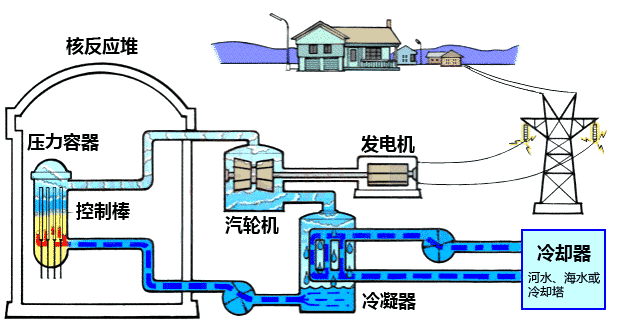 核反应堆
压力容器
发电机
控制棒
汽轮机
冷却器
河水、海水或
冷却塔
冷凝器